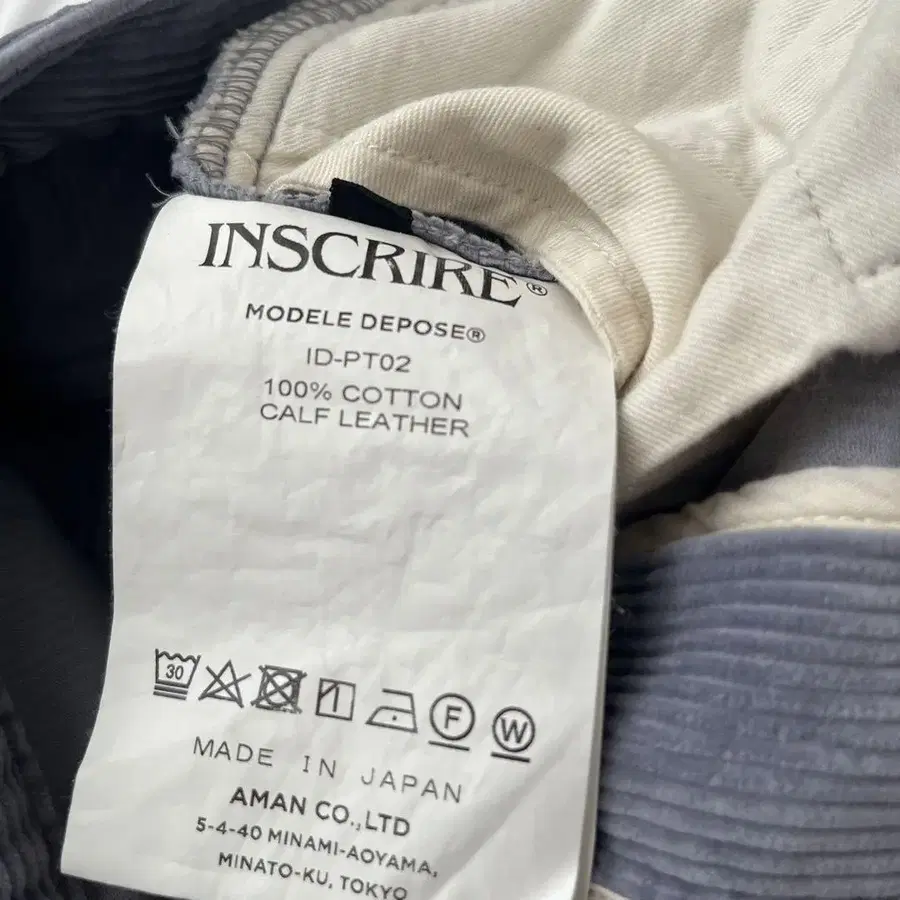 INSCRIRE®
MODELE DEPOSE®
ID-PT02
100% COTTON
CALF LEATHER
30
F W
MADE IN JAPAN
AMAN CO.,LTD
5-4-40 MINAMI-AOYAMA,
MINATO-KU, TOKYO